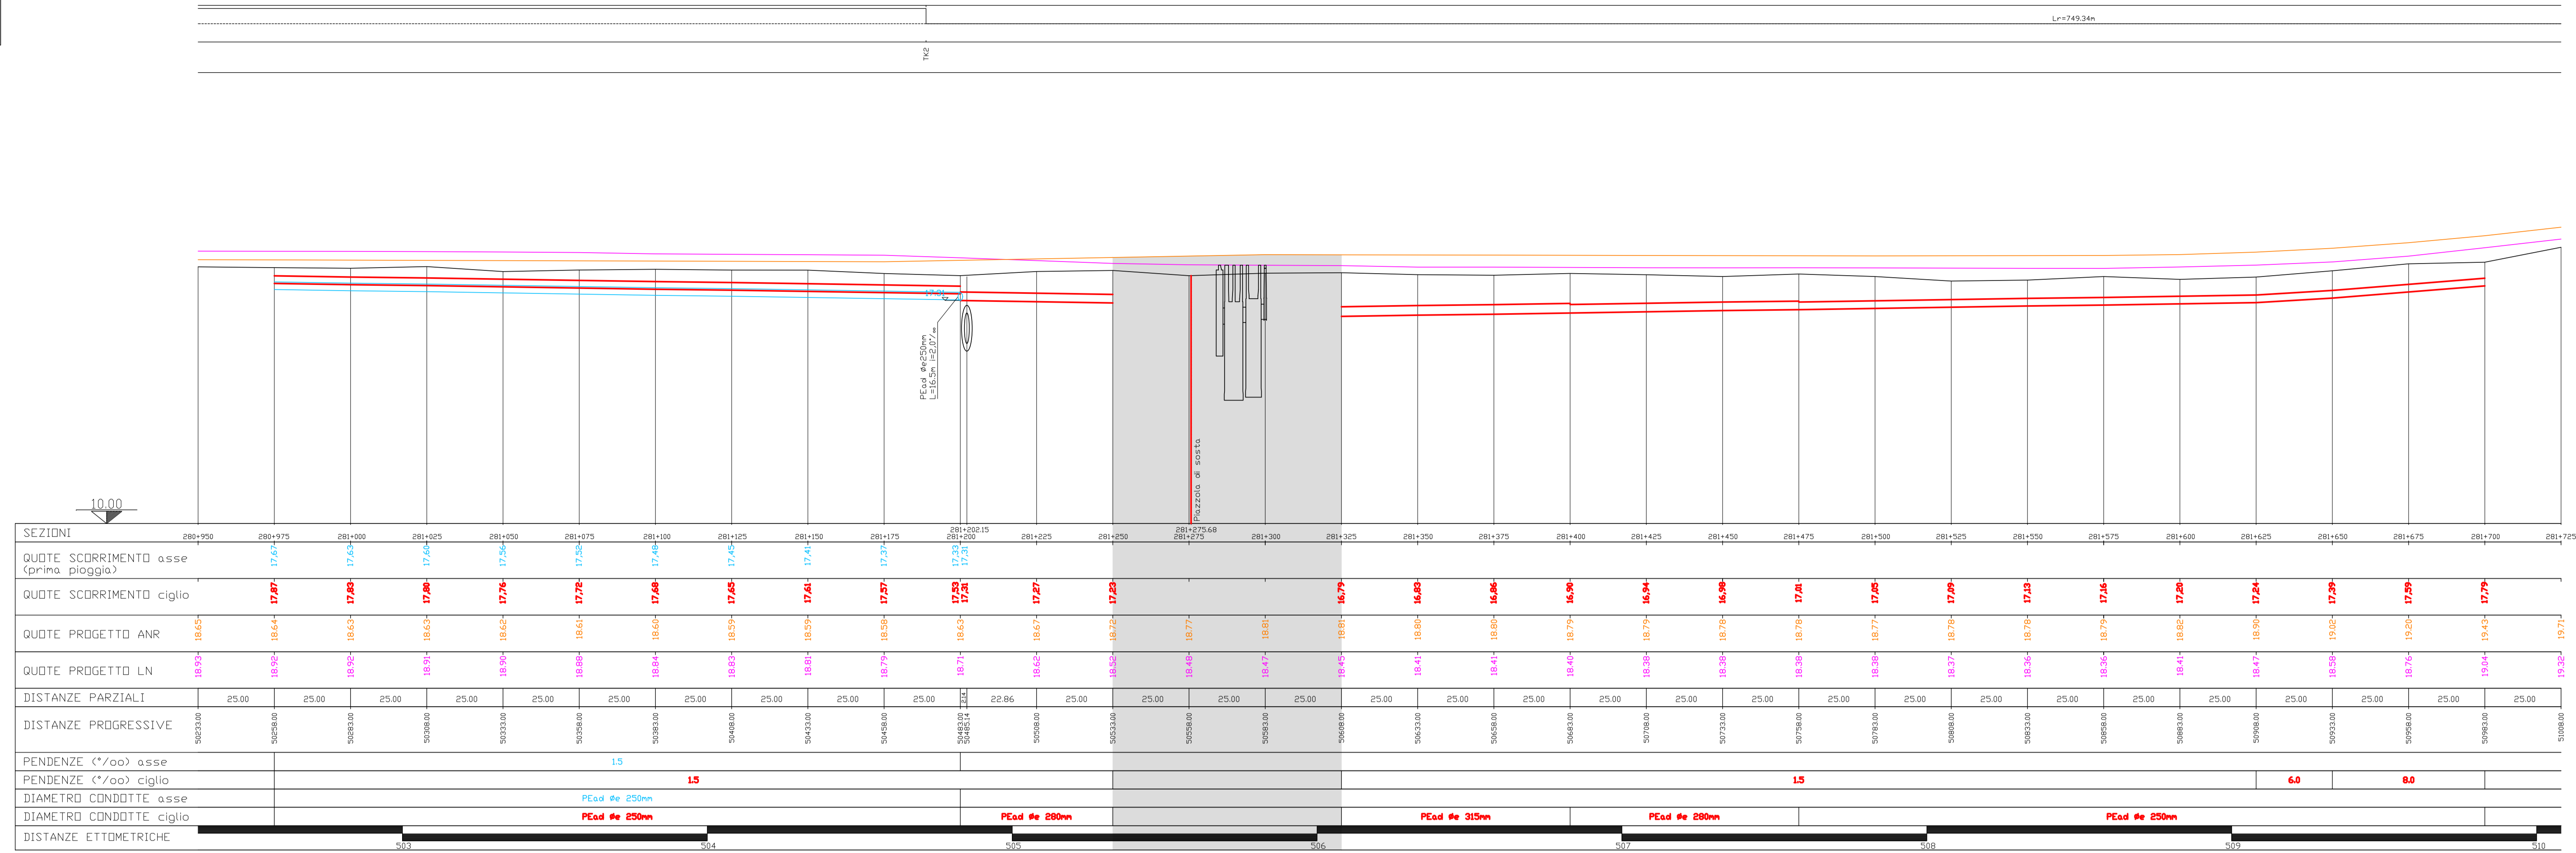 Lr=749.34m
TK2
17.31
PEad Øe250mm
L=16.5m i=2.0°/∞
Piazzola di sosta
10.00
281+202.15 281+275.68
SEZIONI 280+950 280+975 281+000 281+025 281+050 281+075 281+100 281+125 281+150 281+175 281+200 281+225 281+250 281+275 281+300 281+325 281+350 281+375 281+400 281+425 281+450 281+475 281+500 281+525 281+550 281+575 281+600 281+625 281+650 281+675 281+700 281+725
QUOTE SCORRIMENTO asse 17,67 17,63 17,60 17,56 17,52 17,48 17,45 17,41 17,37 17,33 17,31
(prima pioggia)
QUOTE SCORRIMENTO ciglio 17,87 17,83 17,80 17,76 17,72 17,68 17,65 17,61 17,57 17,53 17,31 17,27 17,23 16,79 16,83 16,86 16,90 16,94 16,98 17,01 17,05 17,09 17,13 17,16 17,20 17,24 17,39 17,59 17,79
QUOTE PROGETTO ANR 18.65 18.64 18.63 18.63 18.62 18.61 18.60 18.59 18.59 18.58 18.63 18.67 18.72 18.77 18.81 18.81 18.80 18.80 18.79 18.79 18.78 18.78 18.77 18.78 18.78 18.79 18.82 18.90 19.02 19.20 19.43 19.71
QUOTE PROGETTO LN 18.93 18.92 18.92 18.91 18.90 18.88 18.84 18.83 18.81 18.79 18.71 18.62 18.52 18.48 18.47 18.45 18.41 18.41 18.40 18.38 18.38 18.38 18.38 18.37 18.36 18.36 18.41 18.47 18.58 18.76 19.04 19.32
DISTANZE PARZIALI 25.00 25.00 25.00 25.00 25.00 25.00 25.00 25.00 25.00 25.00 2.14 22.86 25.00 25.00 25.00 25.00 25.00 25.00 25.00 25.00 25.00 25.00 25.00 25.00 25.00 25.00 25.00 25.00 25.00 25.00 25.00 25.00
DISTANZE PROGRESSIVE 50233.00 50258.00 50283.00 50308.00 50333.00 50358.00 50383.00 50408.00 50433.00 50458.00 50483.00 50485.14 50508.00 50533.00 50558.00 50583.00 50608.00 50633.00 50658.00 50683.00 50708.00 50733.00 50758.00 50783.00 50808.00 50833.00 50858.00 50883.00 50908.00 50933.00 50958.00 50983.00 51008.00
PENDENZE (°/oo) asse 1.5
PENDENZE (°/oo) ciglio 1.5 1.5 6.0 8.0
DIAMETRO CONDOTTE asse PEad Øe 250mm
DIAMETRO CONDOTTE ciglio PEad Øe 250mm PEad Øe 280mm PEad Øe 315mm PEad Øe 280mm PEad Øe 250mm
DISTANZE ETTOMETRICHE
503 504 505 506 507 508 509 510